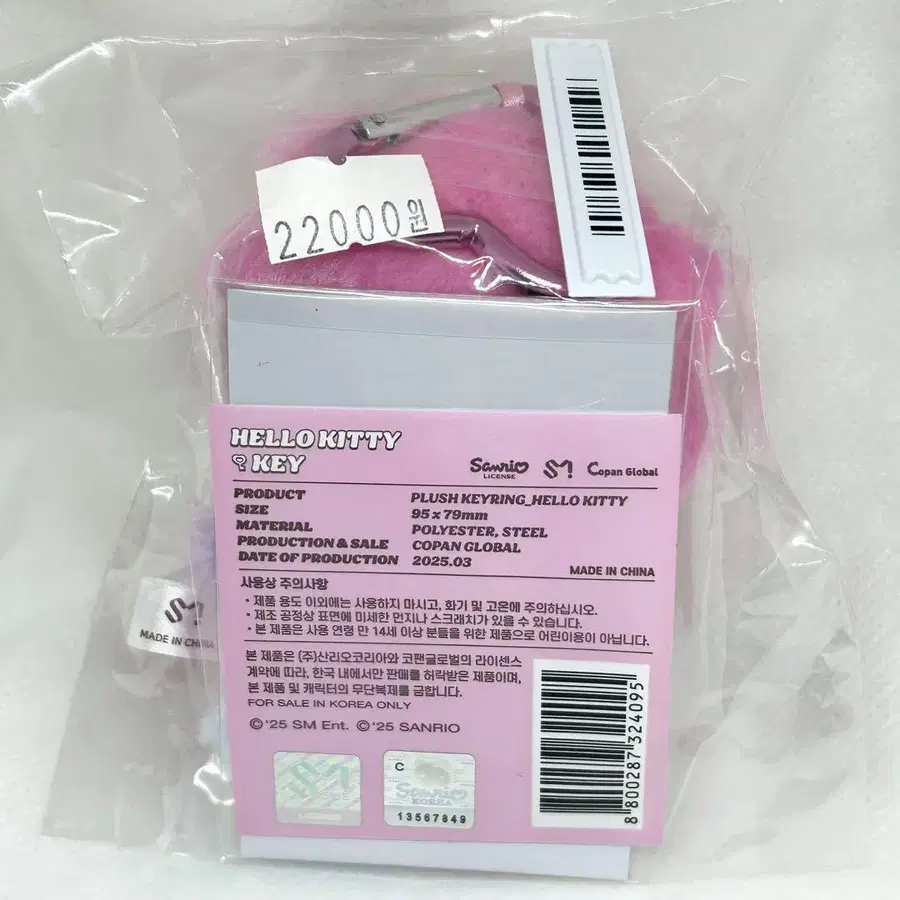 22000원
HELLO KITTY
KEY
Sanrio
LICENSE
SM
Copan Global
PRODUCT PLUSH KEYRING_HELLO KITTY
SIZE 95 x 79mm
MATERIAL POLYESTER, STEEL
PRODUCTION & SALE COPAN GLOBAL
DATE OF PRODUCTION 2025.03
MADE IN CHINA
사용상 주의사항
• 제품 용도 이외에는 사용하지 마시고, 화기 및 고온에 주의하십시오.
• 제조 공정상 표면에 미세한 먼지나 스크래치가 있을 수 있습니다.
• 본 제품은 사용 연령 만 14세 이상 분들을 위한 제품으로 어린이용이 아닙니다.
본 제품은 (주)산리오코리아와 코팬글로벌의 라이센스
계약에 따라, 한국 내에서만 판매를 허락받은 제품이며,
본 제품 및 캐릭터의 무단복제를 금합니다.
FOR SALE IN KOREA ONLY
©'25 SM Ent. ©'25 SANRIO
SM
C
Sanrio
KOREA
13567849
8 800287 324095
SM
MADE IN CHINA